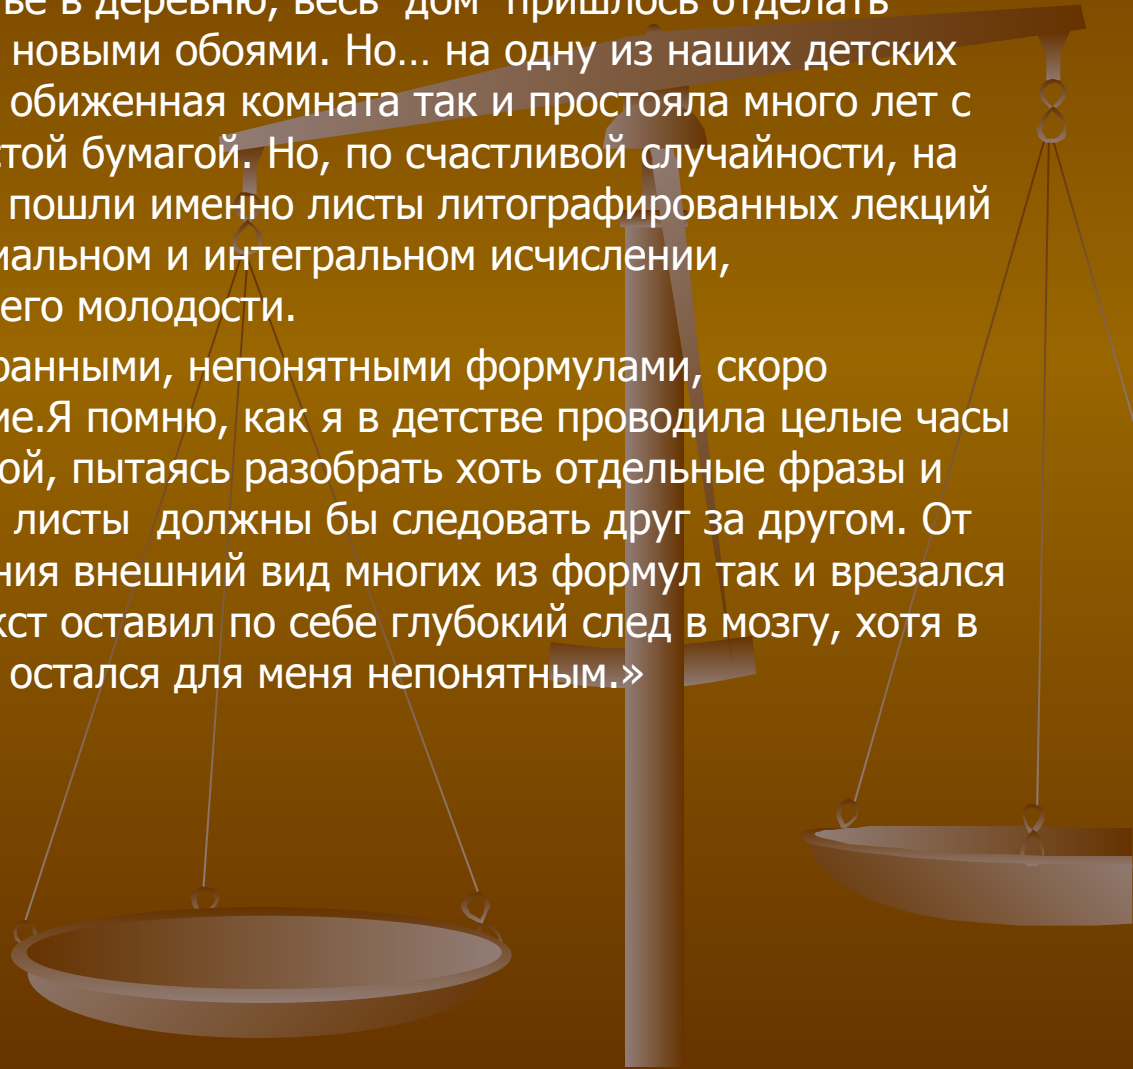 ье в деревню, весь  дом  пришлось отделать
новыми обоями. Но… на одну из наших детских
обиженная комната так и простояла много лет с
стой бумагой. Но, по счастливой случайности, на
пошли именно листы литографированных лекций
иальном и интегральном исчислении,
его молодости.
ранными, непонятными формулами, скоро
ие.Я помню, как я в детстве проводила целые часы
ой, пытаясь разобрать хоть отдельные фразы и
листы  должны бы следовать друг за другом. От
ния внешний вид многих из формул так и врезался
кст оставил по себе глубокий след в мозгу, хотя в
остался для меня непонятным.»